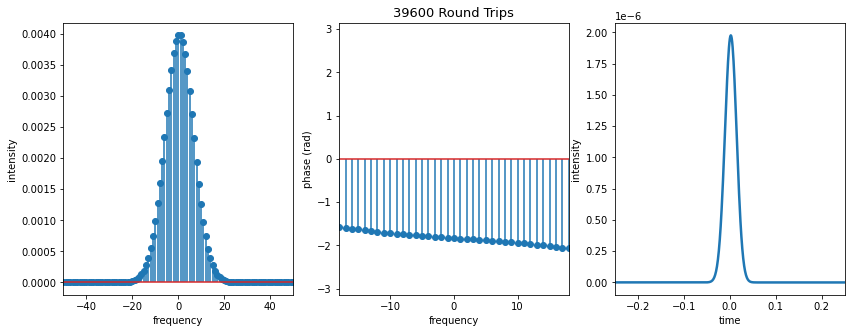 0.0040
0.0035
0.0030
0.0025
0.0020
0.0015
0.0010
0.0005
0.0000
intensity
−40 −20 0 20 40
frequency
39600 Round Trips
3
2
1
0
−1
−2
−3
phase (rad)
−10 0 10
frequency
1e−6
2.00
1.75
1.50
1.25
1.00
0.75
0.50
0.25
0.00
intensity
−0.2 −0.1 0.0 0.1 0.2
time